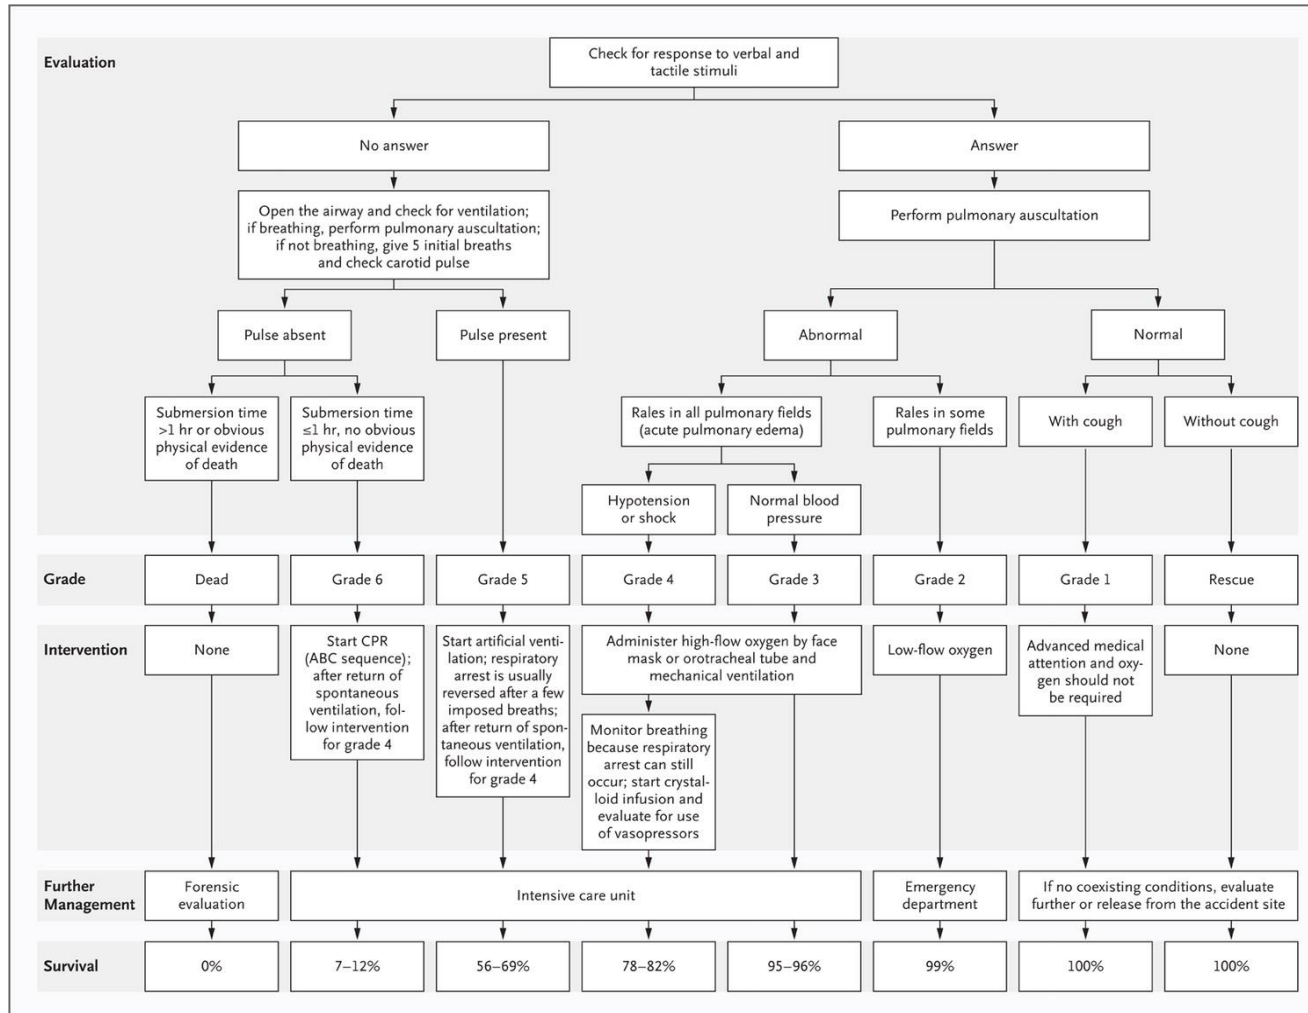 Evaluation
Check for response to verbal and
tactile stimuli
No answer
Answer
Open the airway and check for ventilation;
if breathing, perform pulmonary auscultation;
if not breathing, give 5 initial breaths
and check carotid pulse
Perform pulmonary auscultation
Pulse absent
Pulse present
Abnormal
Normal
Submersion time
>1 hr or obvious
physical evidence
of death
Submersion time
≤1 hr, no obvious
physical evidence
of death
Rales in all pulmonary fields
(acute pulmonary edema)
Rales in some
pulmonary fields
With cough
Without cough
Hypotension
or shock
Normal blood
pressure
Grade
Dead
Grade 6
Grade 5
Grade 4
Grade 3
Grade 2
Grade 1
Rescue
Intervention
None
Start CPR
(ABC sequence);
after return of
spontaneous
ventilation, fol-
low intervention
for grade 4
Start artificial venti-
lation; respiratory
arrest is usually
reversed after a few
imposed breaths;
after return of spon-
taneous ventilation,
follow intervention
for grade 4
Administer high-flow oxygen by face
mask or orotracheal tube and
mechanical ventilation
Monitor breathing
because respiratory
arrest can still
occur; start crystal-
loid infusion and
evaluate for use
of vasopressors
Low-flow oxygen
Advanced medical
attention and oxy-
gen should not
be required
None
Further
Management
Forensic
evaluation
Intensive care unit
Emergency
department
If no coexisting conditions, evaluate
further or release from the accident site
Survival
0%
7–12%
56–69%
78–82%
95–96%
99%
100%
100%